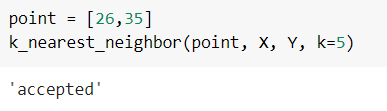 point = [26,35]
k_nearest_neighbor(point, X, Y, k=5)
'accepted'